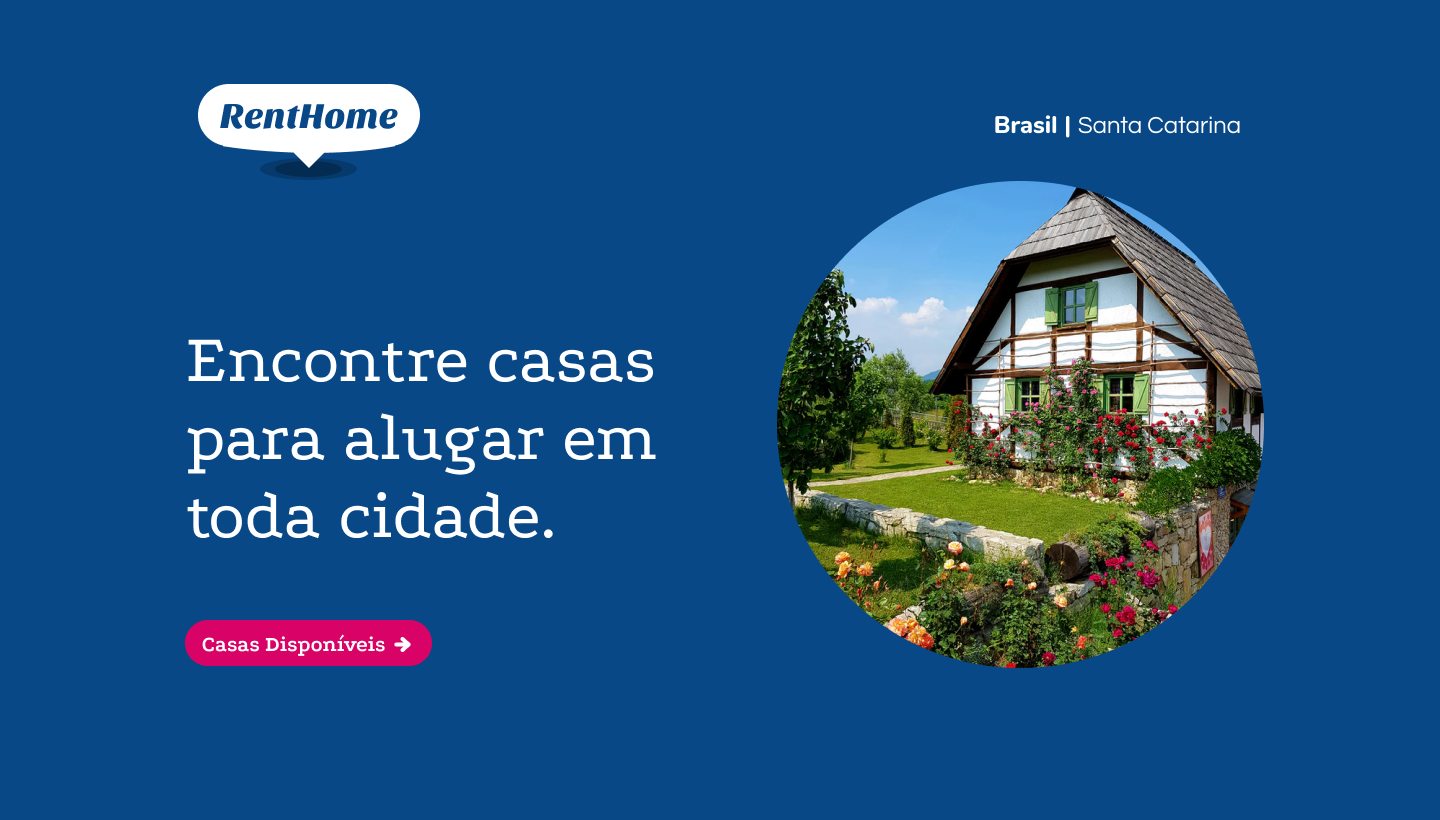 RentHome
Brasil | Santa Catarina
Encontre casas
para alugar em
toda cidade.
Casas Disponíveis →